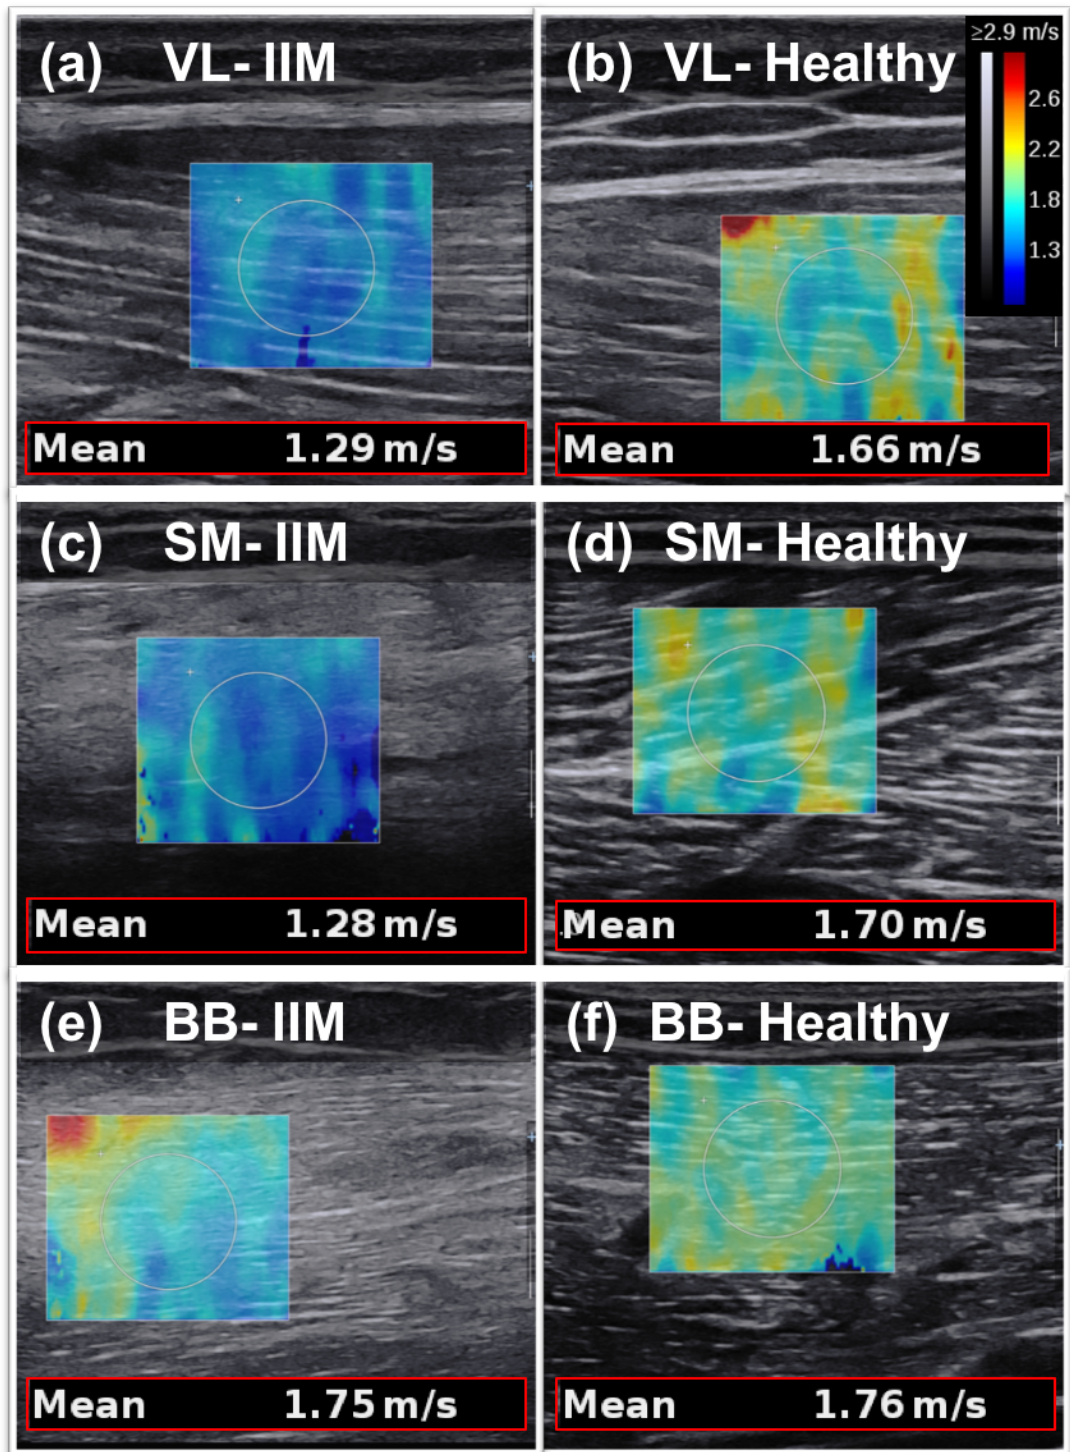 (a) VL- IIM
(b) VL- Healthy
≥2.9 m/s
2.6
2.2
1.8
1.3
Mean 1.29 m/s
Mean 1.66 m/s
(c) SM- IIM
(d) SM- Healthy
Mean 1.28 m/s
Mean 1.70 m/s
(e) BB- IIM
(f) BB- Healthy
Mean 1.75 m/s
Mean 1.76 m/s